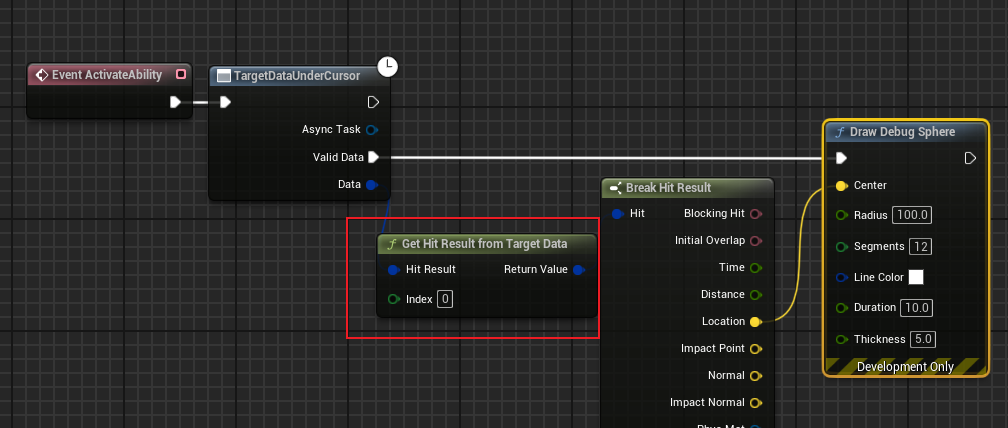 Event ActivateAbility
TargetDataUnderCursor
Async Task
Valid Data
Data
Get Hit Result from Target Data
Hit Result Return Value
Index 0
Break Hit Result
Hit Blocking Hit
Initial Overlap
Time
Distance
Location
Impact Point
Normal
Impact Normal
Draw Debug Sphere
Center
Radius 100.0
Segments 12
Line Color
Duration 10.0
Thickness 5.0
Development Only